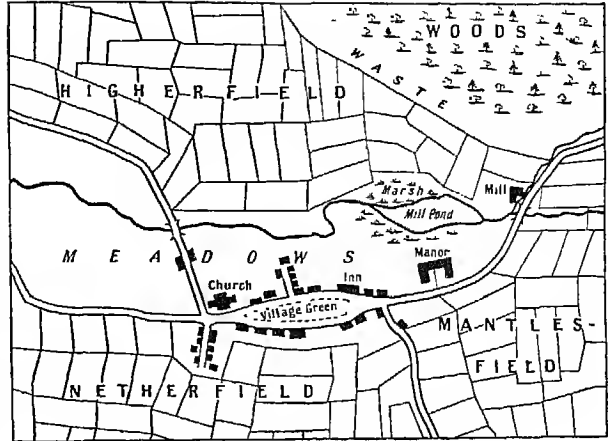 WOODS
WASTE
HIGHERFIELD
Marsh
Mill
Mill Pond
MEADOWS
Manor
Church
Inn
Village Green
MANTLES-
FIELD
NETHERFIELD